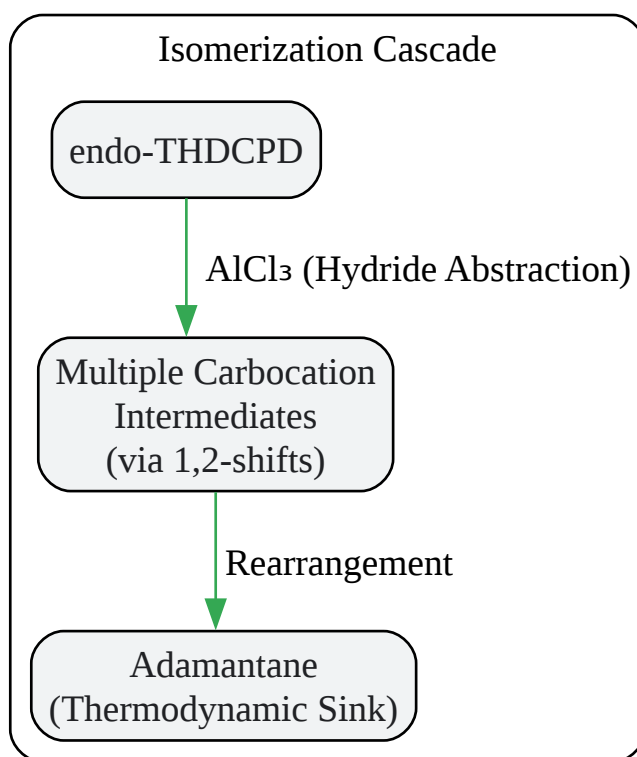 Isomerization Cascade
endo-THDCPD
AlCl₃ (Hydride Abstraction)
Multiple Carbocation
Intermediates
(via 1,2-shifts)
Rearrangement
Adamantane
(Thermodynamic Sink)